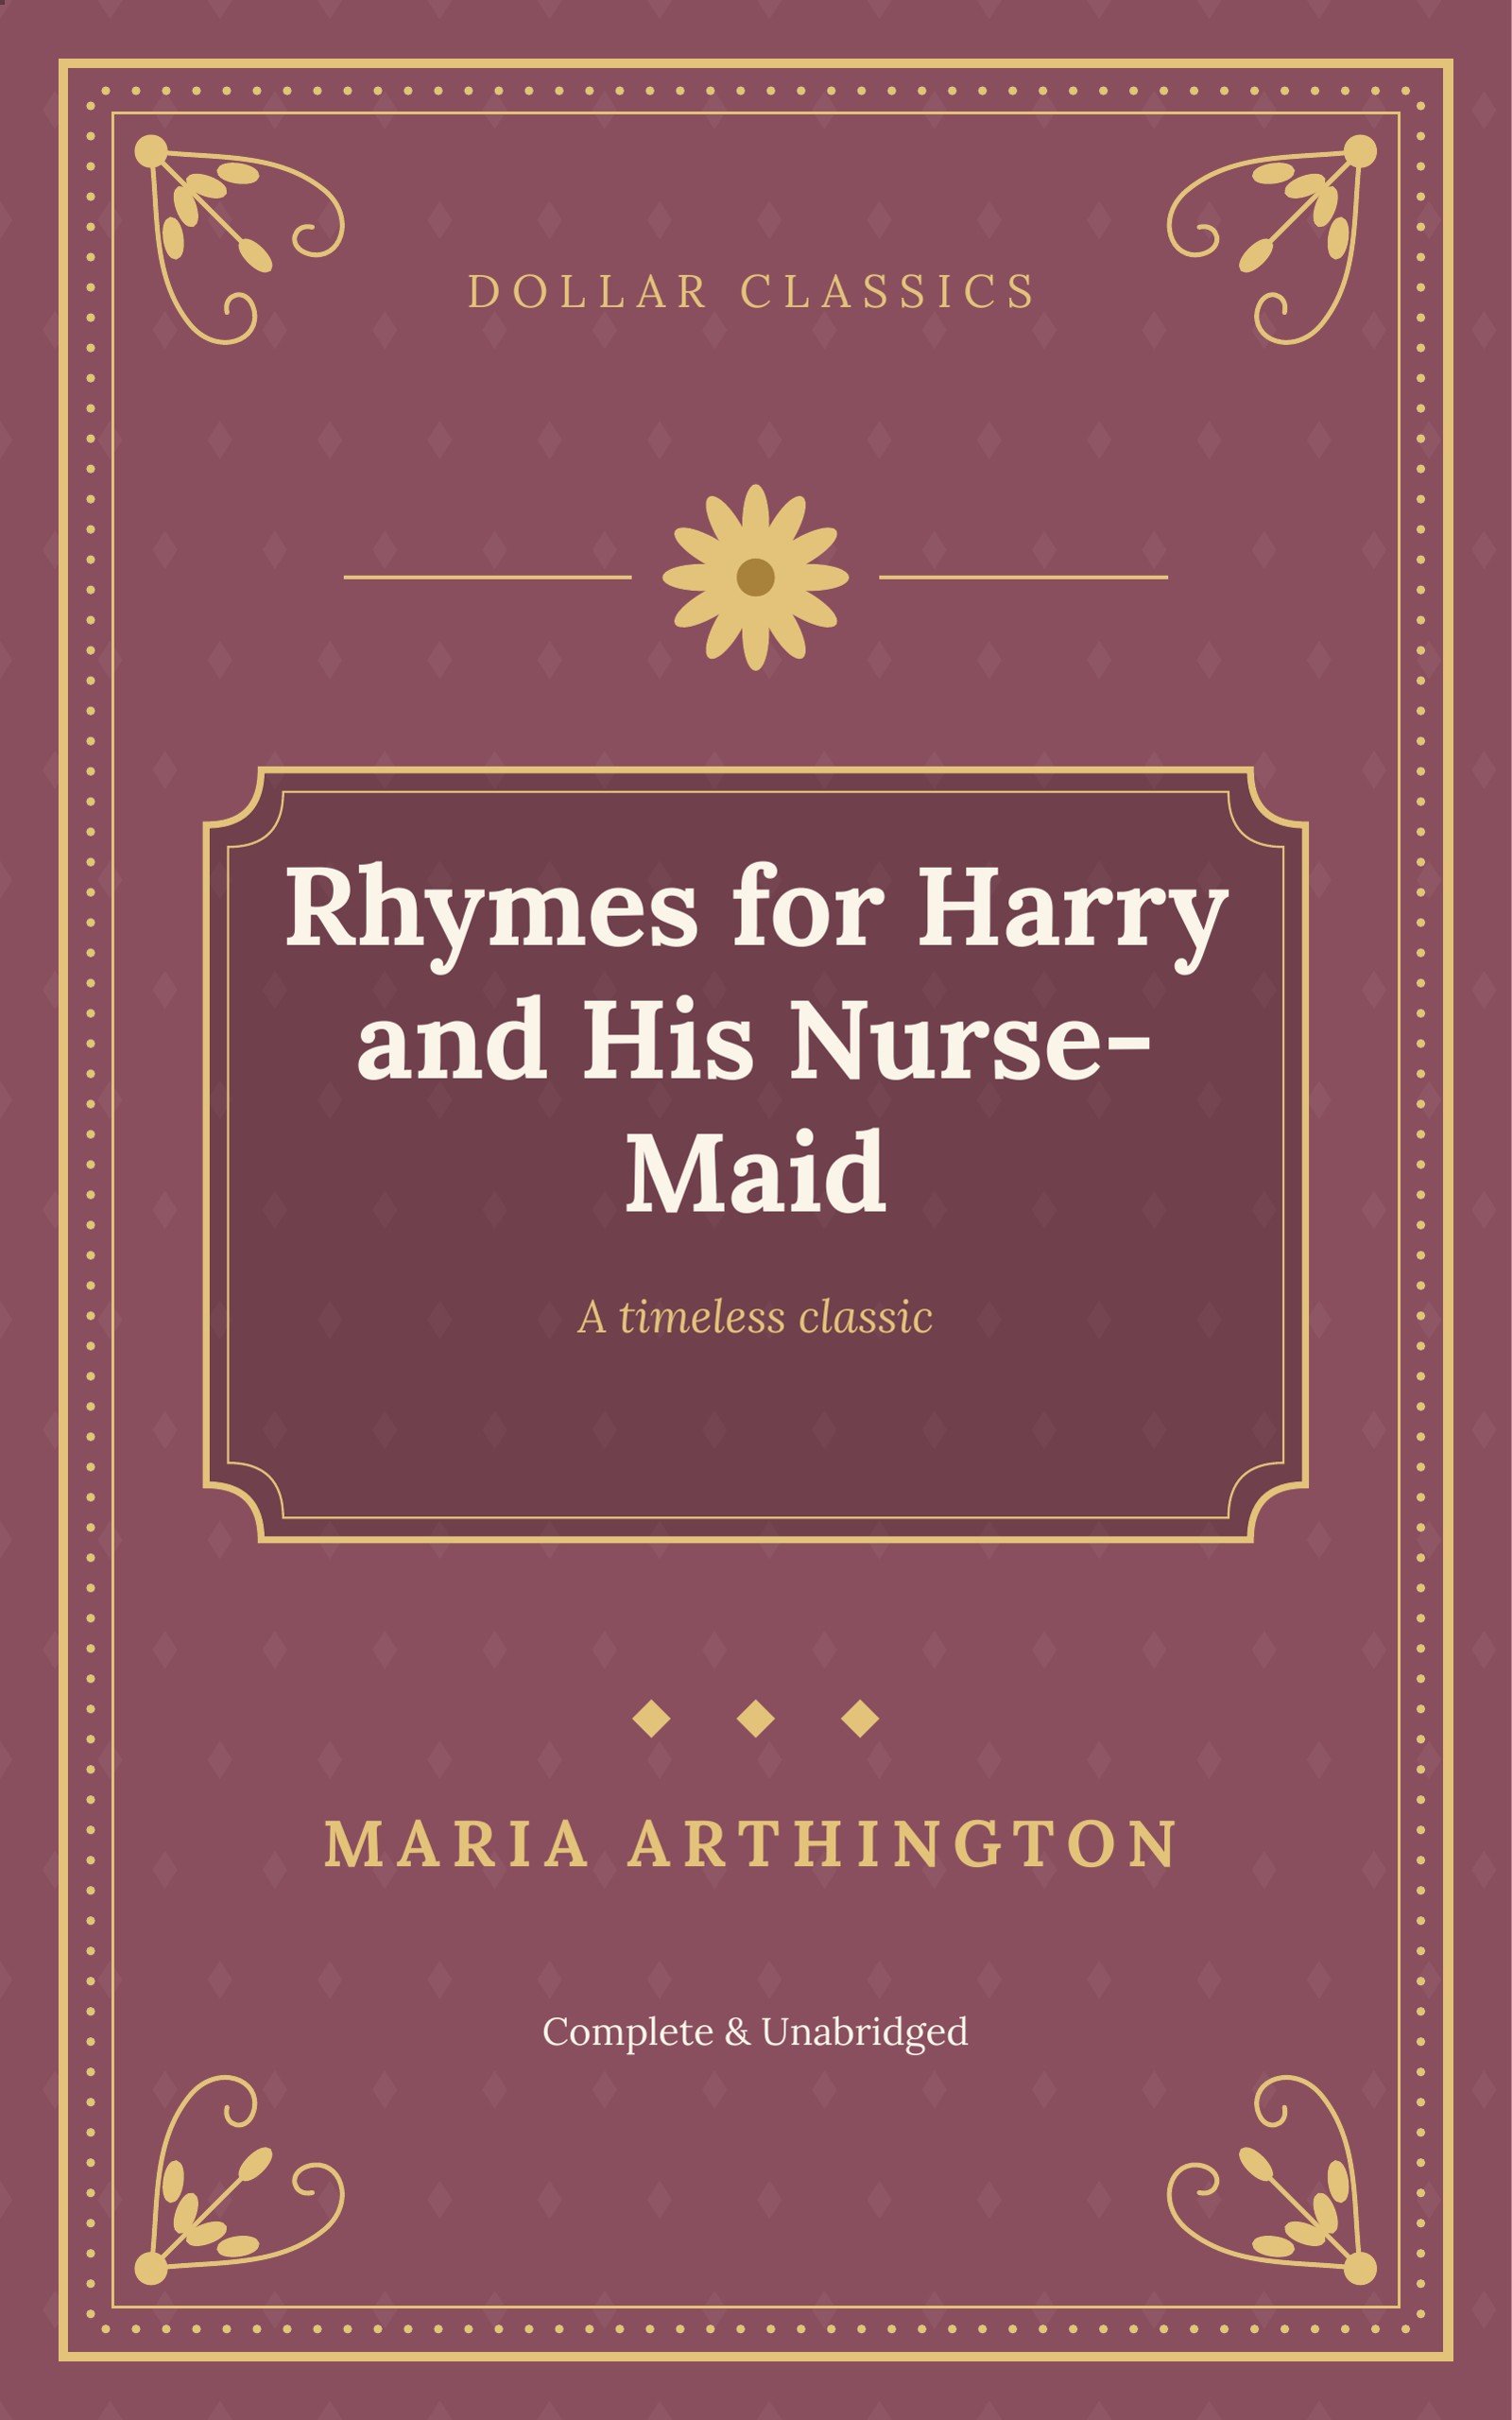 DOLLAR CLASSICS
Rhymes for Harry
and His Nurse-
Maid
A timeless classic
MARIA ARTHINGTON
Complete & Unabridged